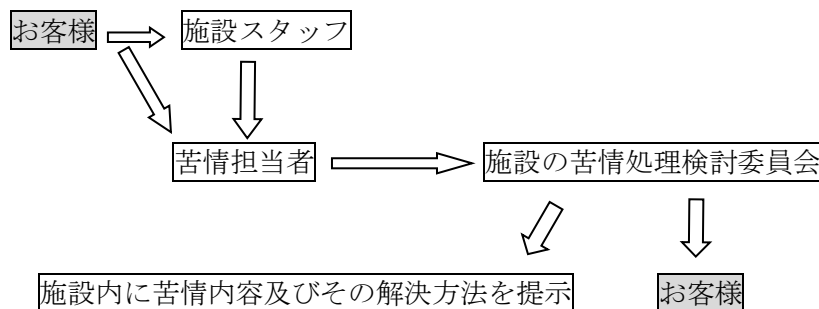 お客様 施設スタッフ
苦情担当者 施設の苦情処理検討委員会
施設内に苦情内容及びその解決方法を提示 お客様